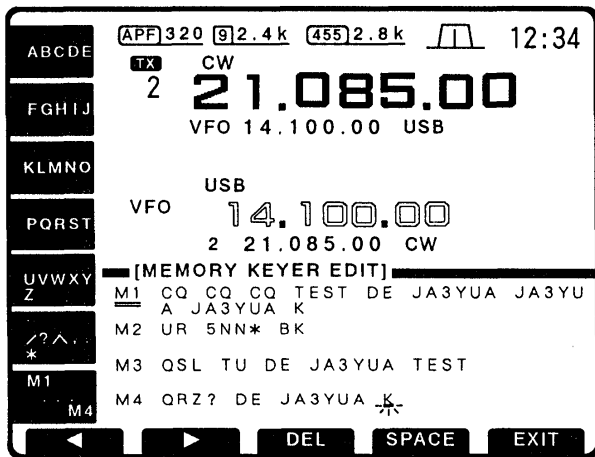 APF 320 9 2.4k 455 2.8k 12:34
TX CW
2 21.085.00
VFO 14.100.00 USB
USB
VFO 14.100.00
2 21.085.00 CW
ABCDE
FGHIJ
KLMNO
PQRST
UVWXY
Z
/?^..
*
M1
....
M4
[MEMORY KEYER EDIT]
M1 CQ CQ CQ TEST DE JA3YUA JA3YU
A JA3YUA K
M2 UR 5NN* BK
M3 QSL TU DE JA3YUA TEST
M4 QRZ? DE JA3YUA K
◀ ▶ DEL SPACE EXIT